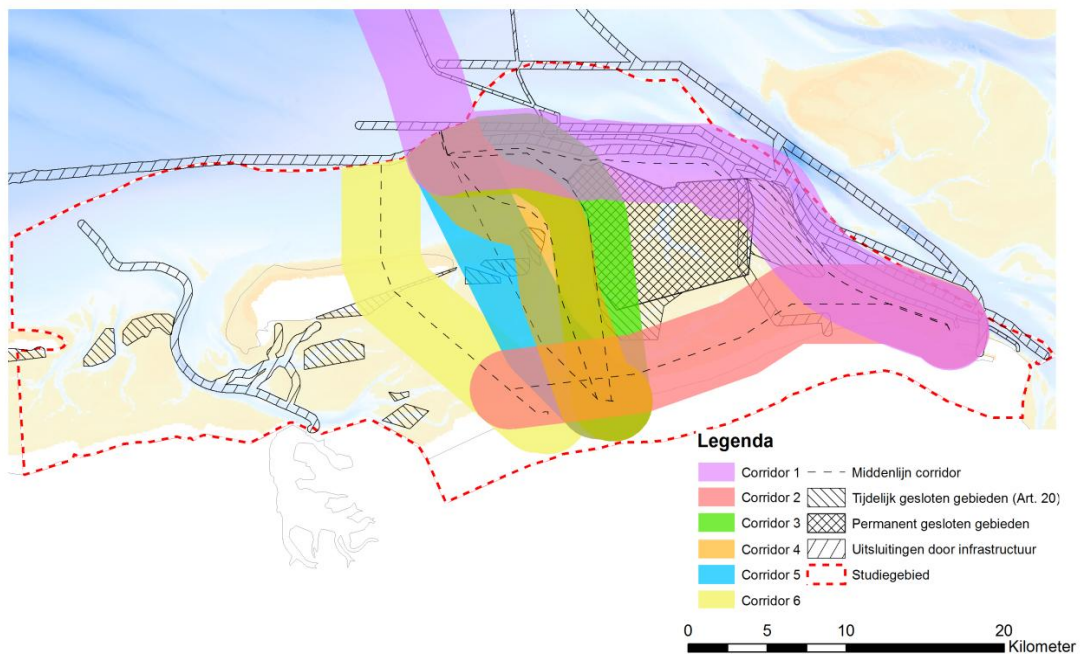 Legenda
Corridor 1
Corridor 2
Corridor 3
Corridor 4
Corridor 5
Corridor 6
Middenlijn corridor
Tijdelijk gesloten gebieden (Art. 20)
Permanent gesloten gebieden
Uitsluitingen door infrastructuur
Studiegebied
0 5 10 20
Kilometer